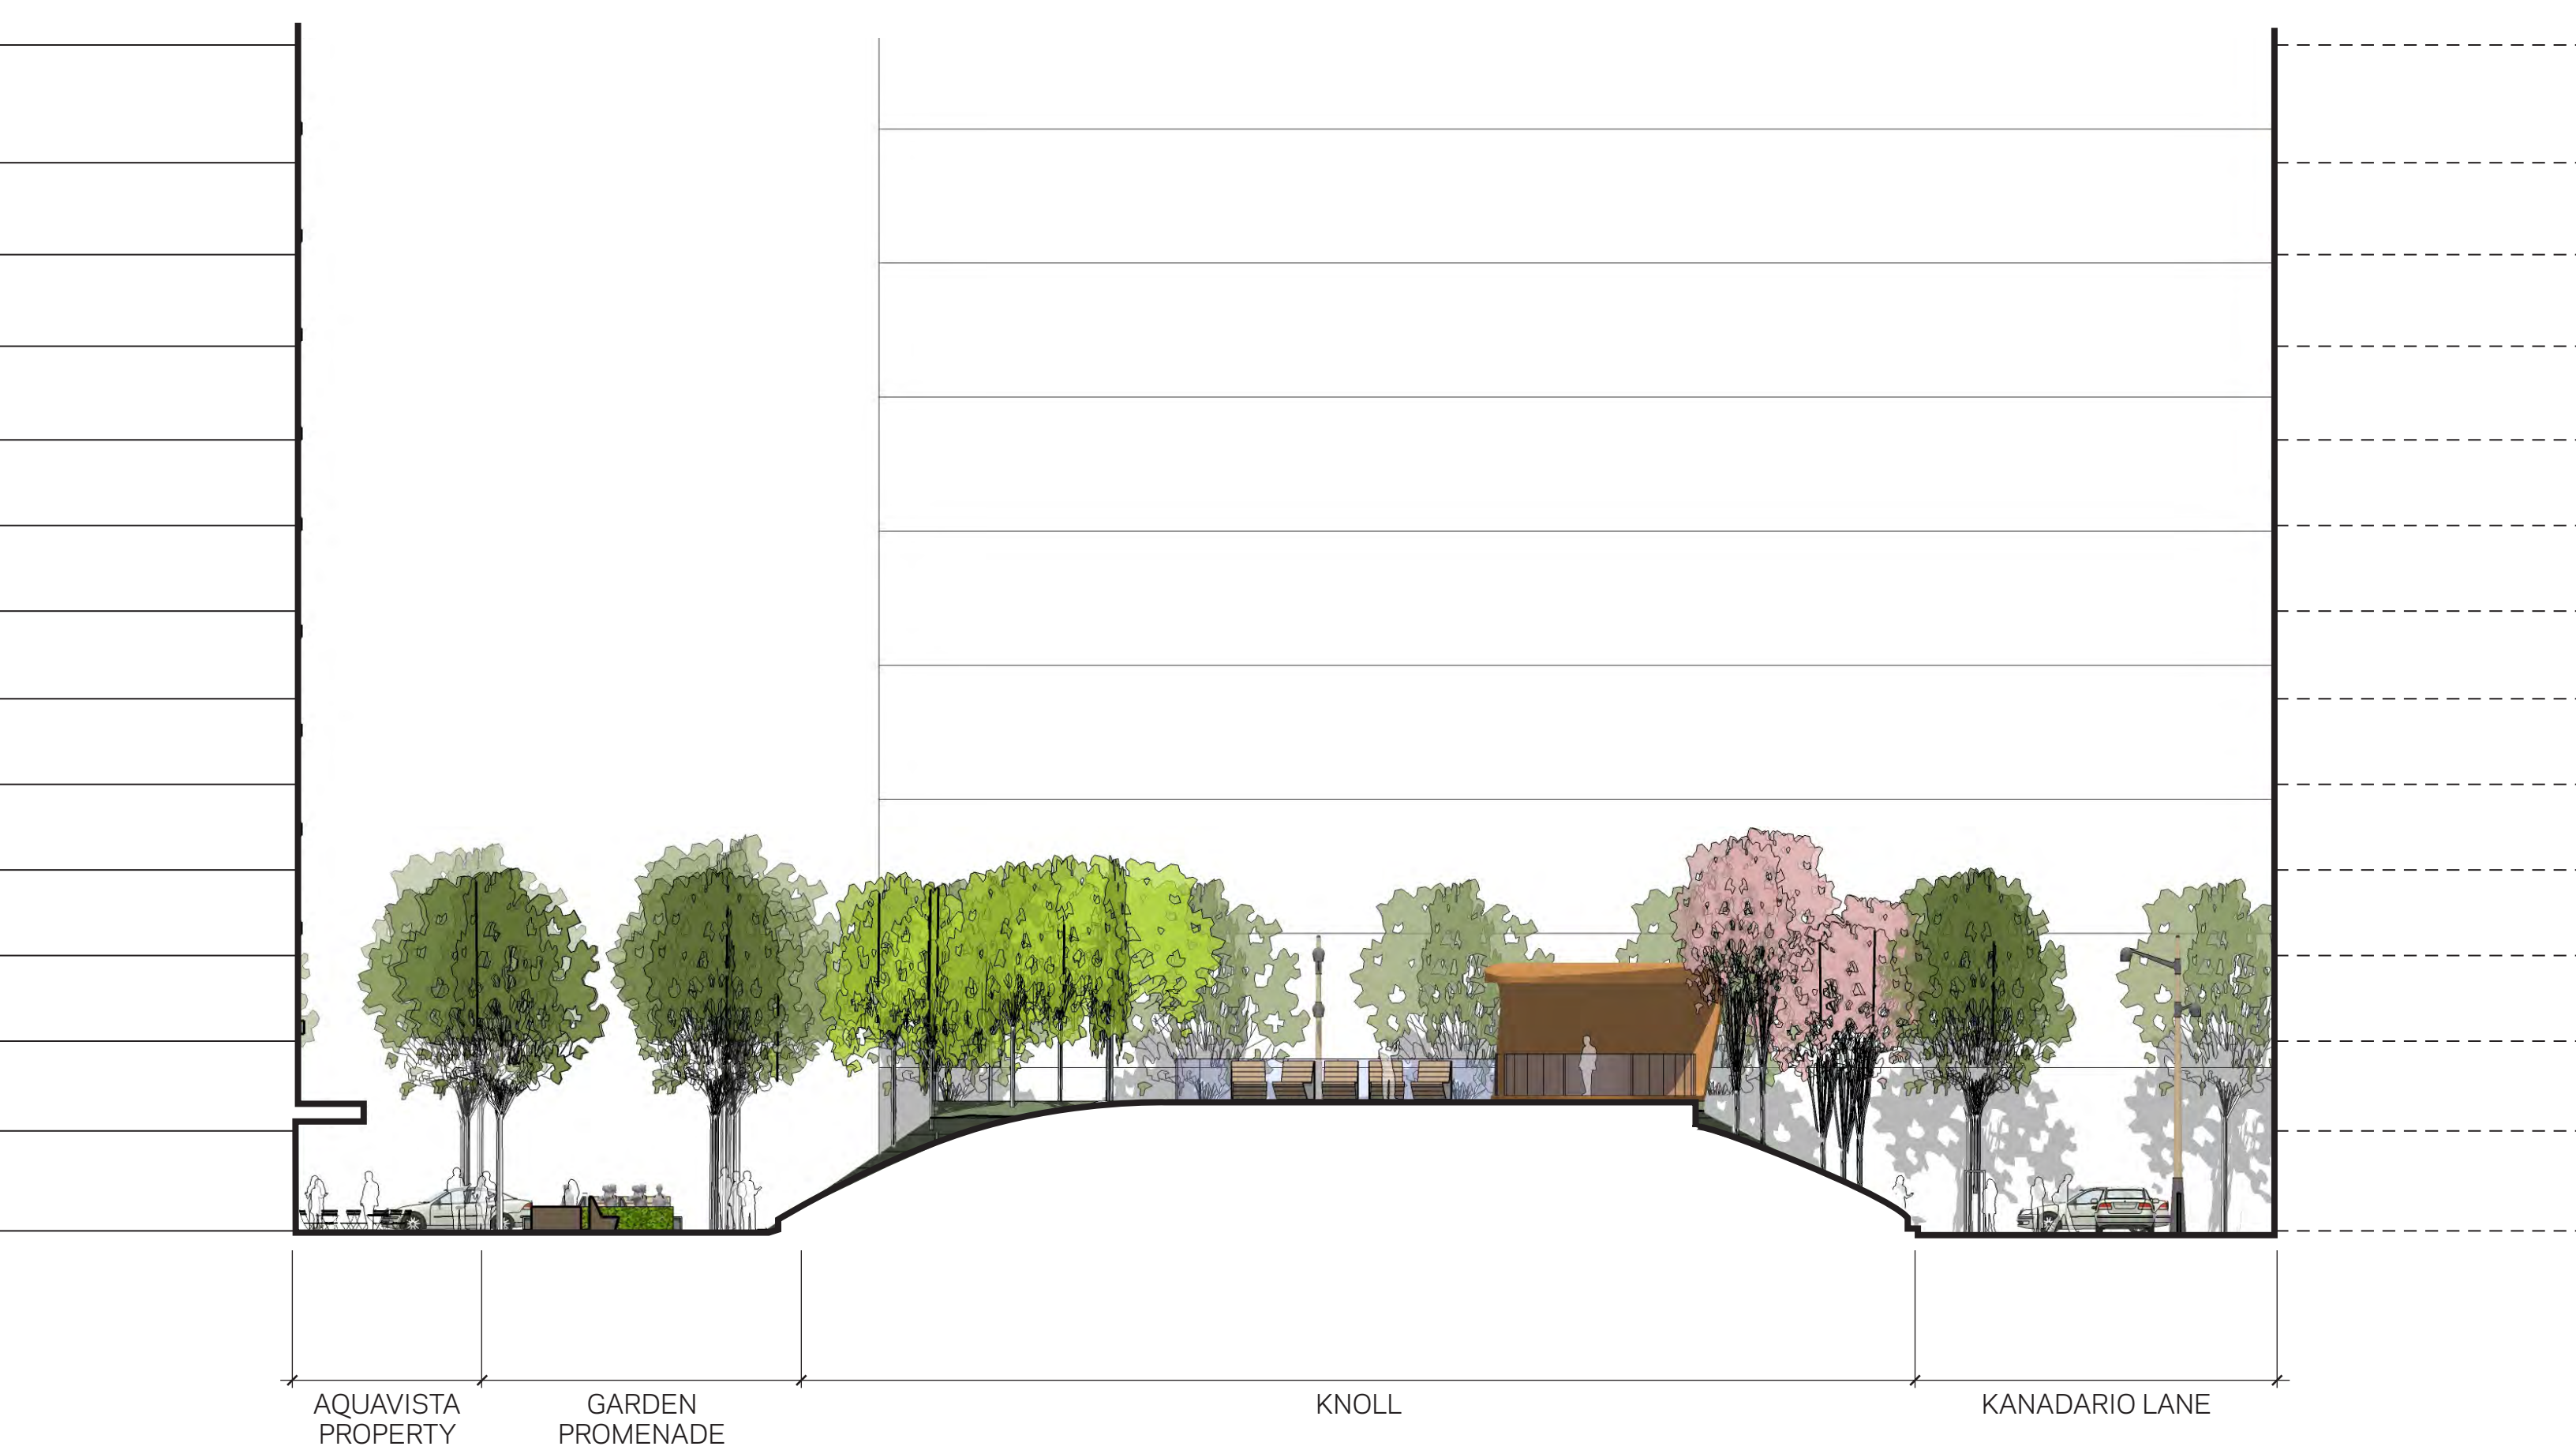 AQUAVISTA
PROPERTY
GARDEN
PROMENADE
KNOLL
KANADARIO LANE